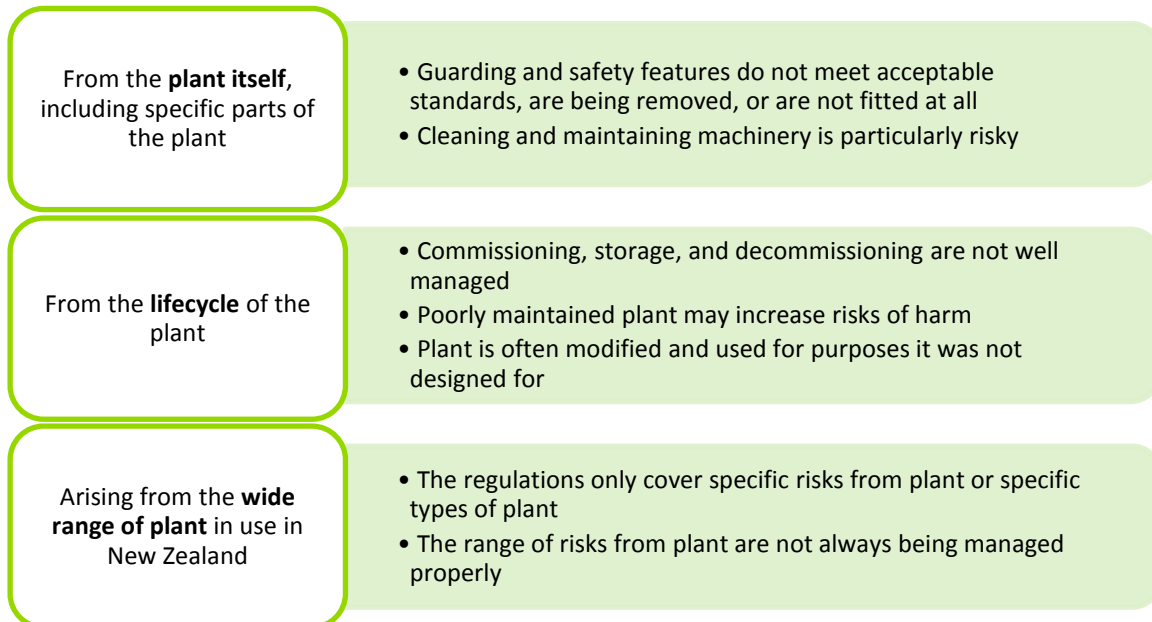 From the plant itself,
including specific parts of
the plant
• Guarding and safety features do not meet acceptable
standards, are being removed, or are not fitted at all
• Cleaning and maintaining machinery is particularly risky
From the lifecycle of the
plant
• Commissioning, storage, and decommissioning are not well
managed
• Poorly maintained plant may increase risks of harm
• Plant is often modified and used for purposes it was not
designed for
Arising from the wide
range of plant in use in
New Zealand
• The regulations only cover specific risks from plant or specific
types of plant
• The range of risks from plant are not always being managed
properly